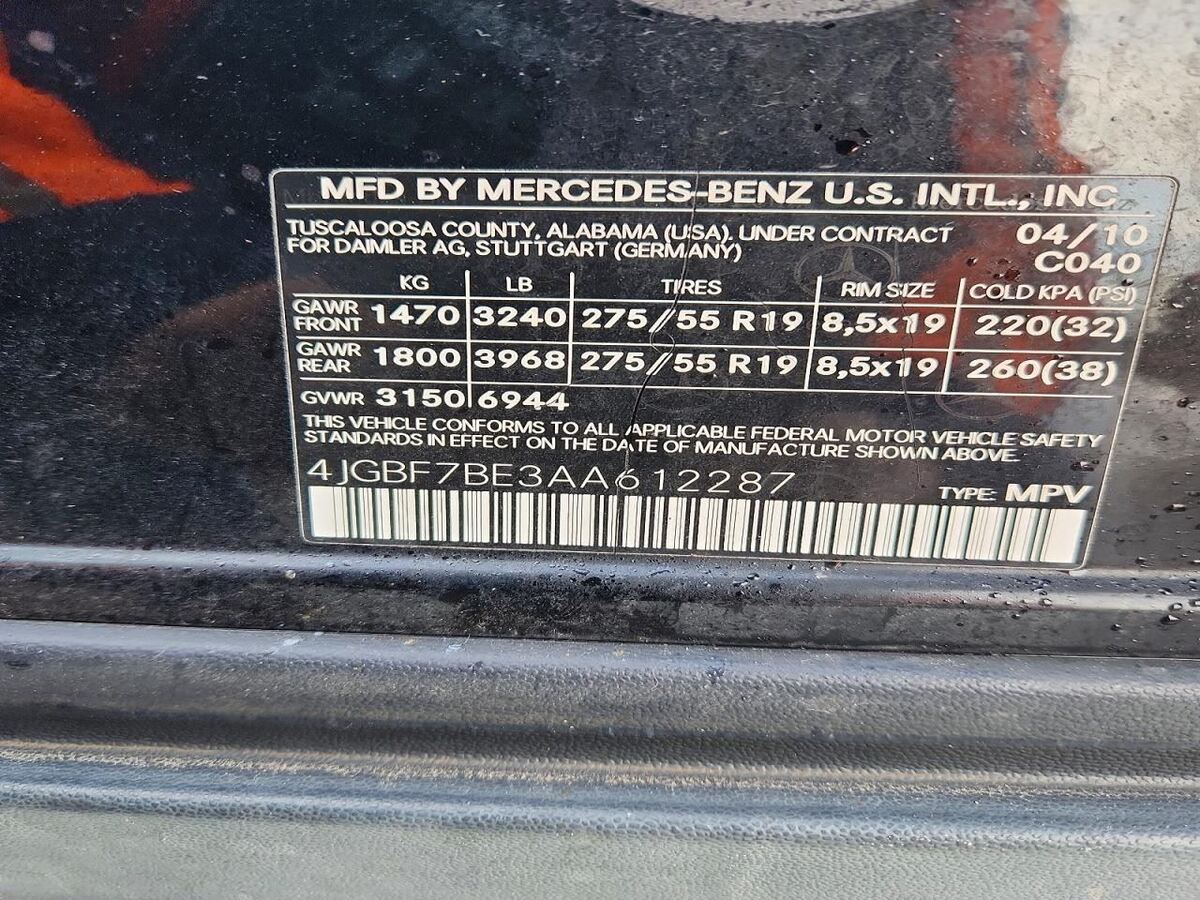 MFD BY MERCEDES-BENZ U.S. INTL., INC
TUSCALOOSA COUNTY, ALABAMA (USA), UNDER CONTRACT 04/10
FOR DAIMLER AG, STUTTGART (GERMANY) C040
KG LB TIRES RIM SIZE COLD KPA (PSI)
GAWR FRONT 1470 3240 275/55 R19 8,5x19 220(32)
GAWR REAR 1800 3968 275/55 R19 8,5x19 260(38)
GVWR 3150 6944
THIS VEHICLE CONFORMS TO ALL APPLICABLE FEDERAL MOTOR VEHICLE SAFETY
STANDARDS IN EFFECT ON THE DATE OF MANUFACTURE SHOWN ABOVE.
4JGBF7BE3AA612287 TYPE: MPV